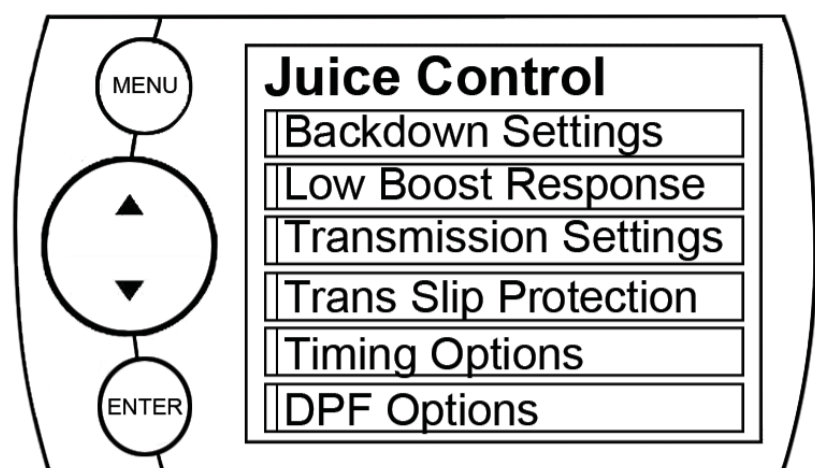 MENU
ENTER
Juice Control
Backdown Settings
Low Boost Response
Transmission Settings
Trans Slip Protection
Timing Options
DPF Options